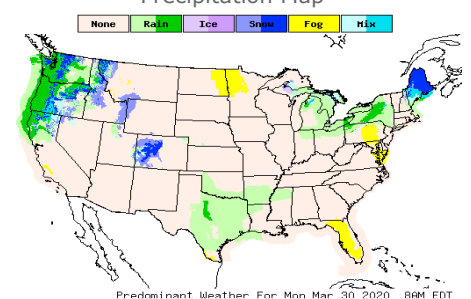 Precipitation Map
None Rain Ice Snow Fog Mix
Predominant Weather For Mon Mar 30 2020 8AM EDT